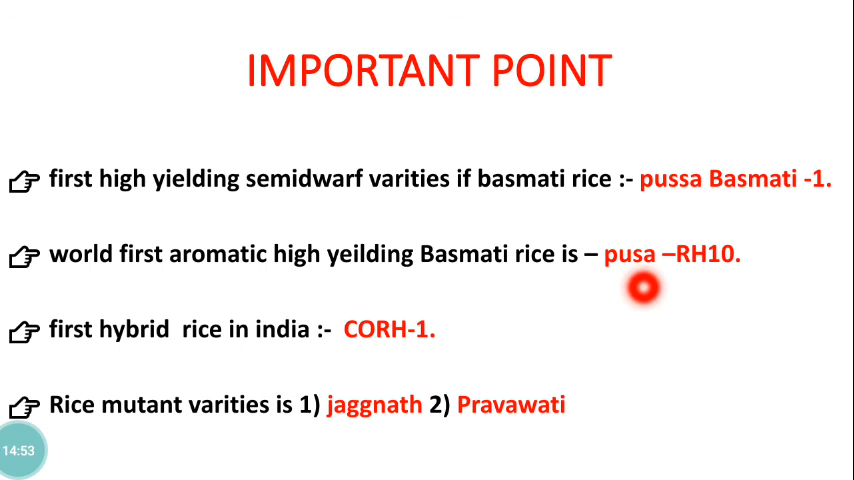 IMPORTANT POINT
first high yielding semidwarf varities if basmati rice :- pussa Basmati -1.
world first aromatic high yeilding Basmati rice is – pusa –RH10.
first hybrid rice in india :- CORH-1.
Rice mutant varities is 1) jaggnath 2) Pravawati
14:53